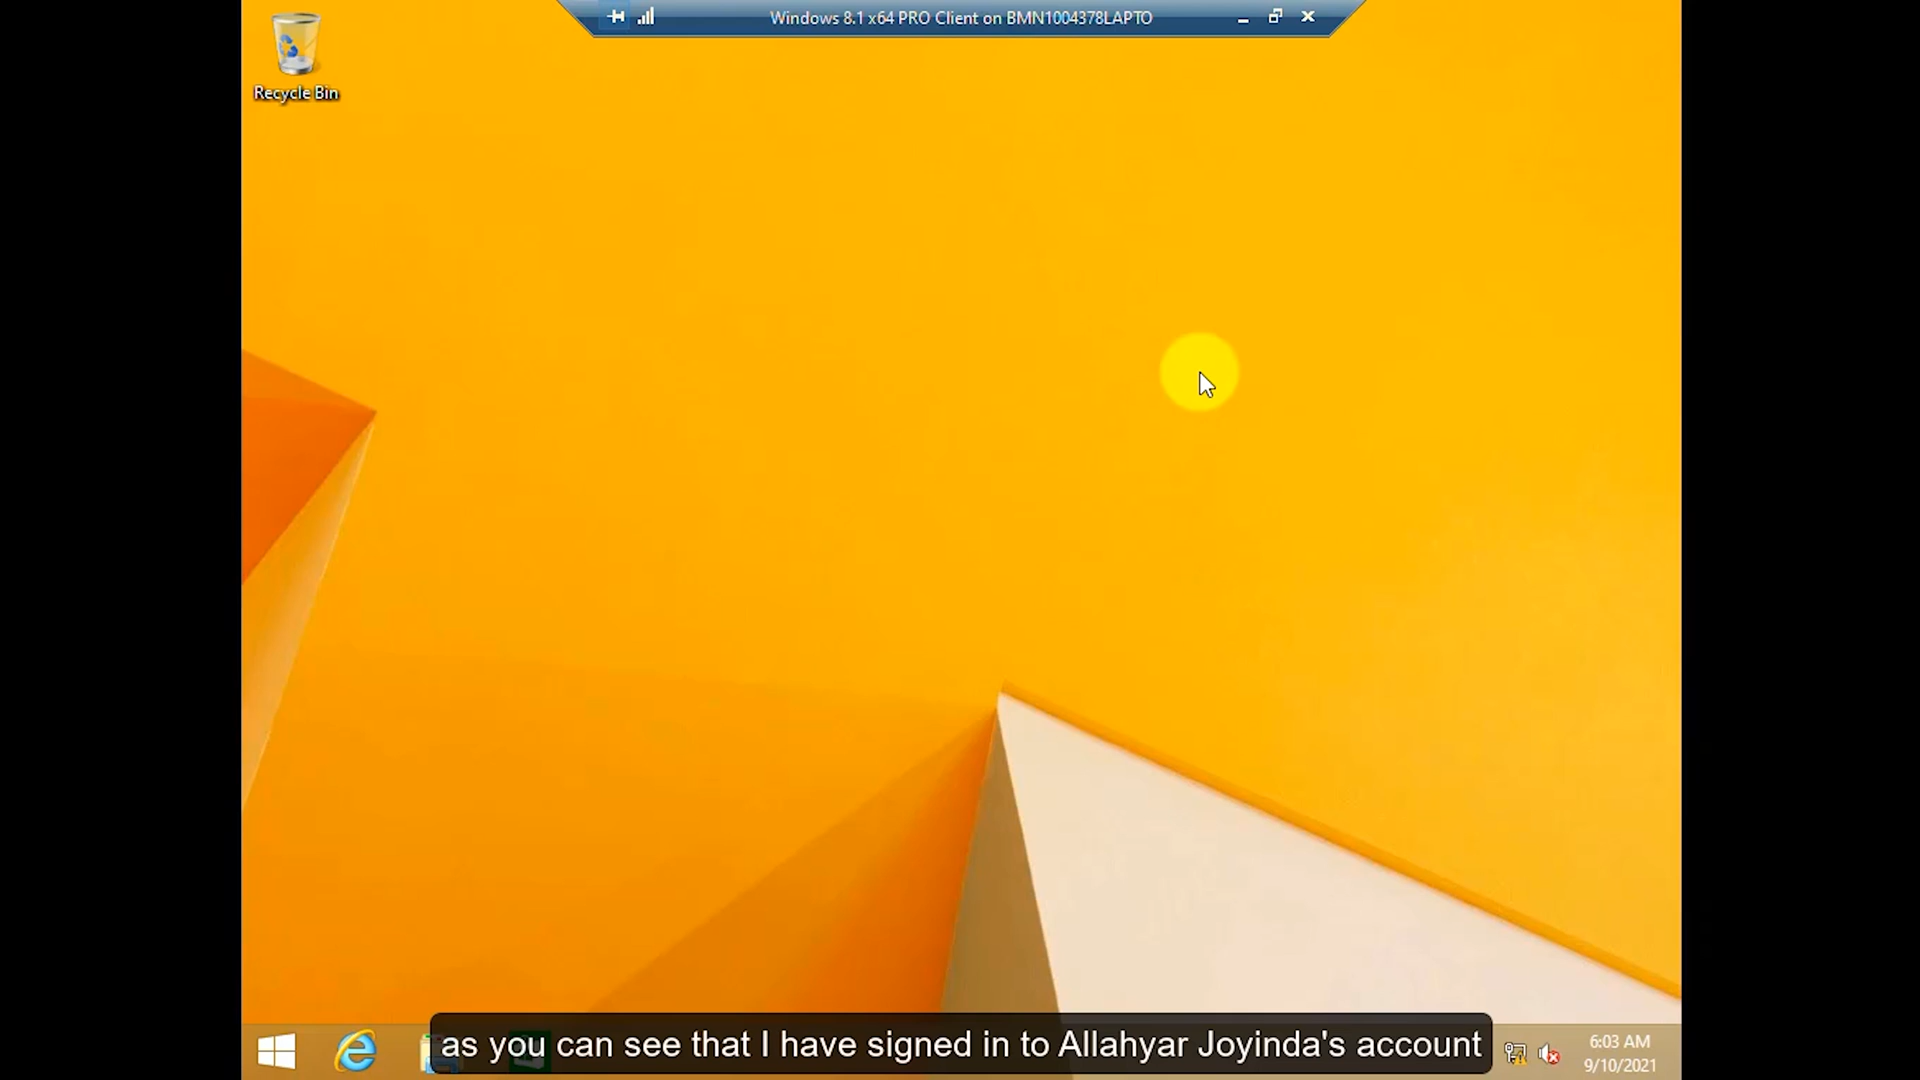 Windows 8.1 x64 PRO Client on BMN1004378LAPTO
Recycle Bin
as you can see that I have signed in to Allahyar Joyinda's account
6:03 AM
9/10/2021